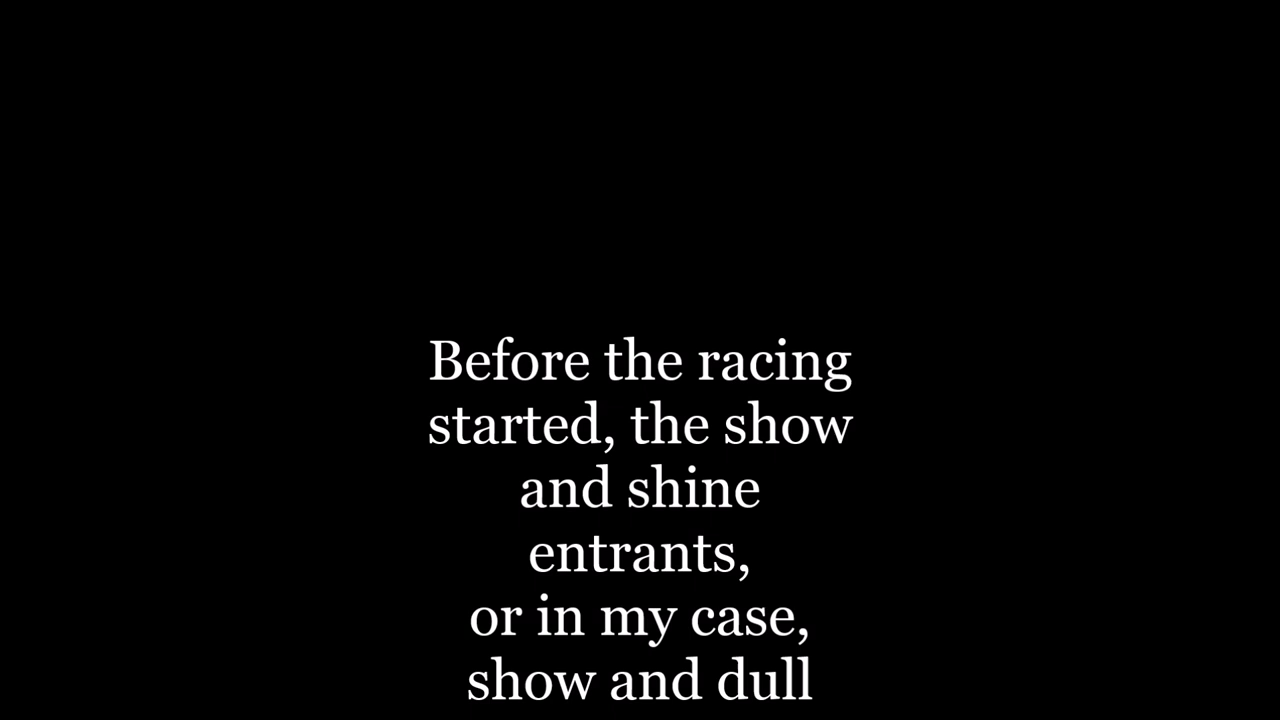 Before the racing
started, the show
and shine
entrants,
or in my case,
show and dull